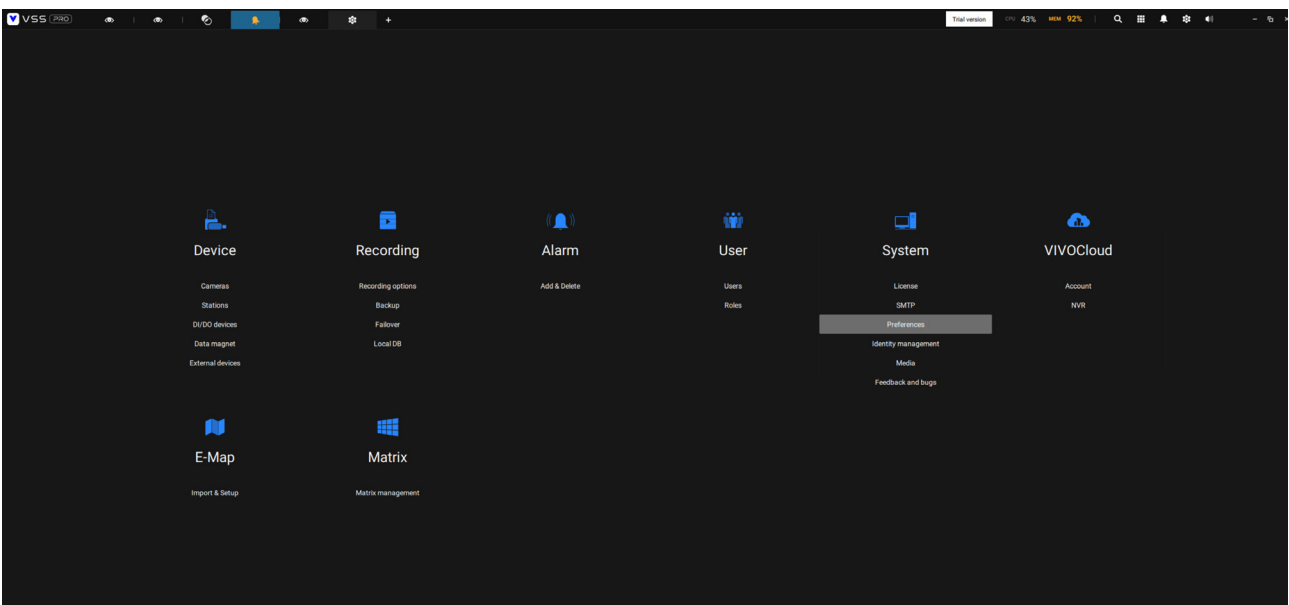 VSS PRO
Trial version
CPU 43% MEM 92%
Device Recording Alarm User System VIVOCloud
Cameras Recording options Add & Delete Users License Account
Stations Backup Roles SMTP NVR
DI/DO devices Failover Preferences
Data magnet Local DB Identity management
External devices Media
Feedback and bugs
E-Map Matrix
Import & Setup Matrix management